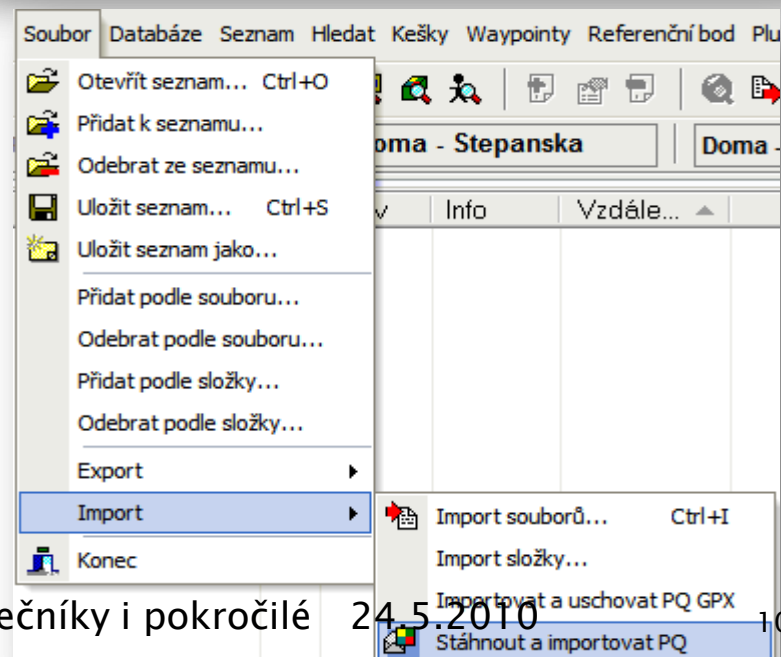 Soubor Databáze Seznam Hledat Kešky Waypointy Referenční bod
Otevřít seznam... Ctrl+O
Přidat k seznamu...
Doma - Stepanska
Odebrat ze seznamu...
Uložit seznam... Ctrl+S
Info Vzdále...
Uložit seznam jako...
Přidat podle souboru...
Odebrat podle souboru...
Přidat podle složky...
Odebrat podle složky...
Export
Import
Konec
Import souborů... Ctrl+I
Import složky...
Importovat a uschovat PQ GPX
Stáhnout a importovat PQ
ečníky i pokročilé 24.5.2010